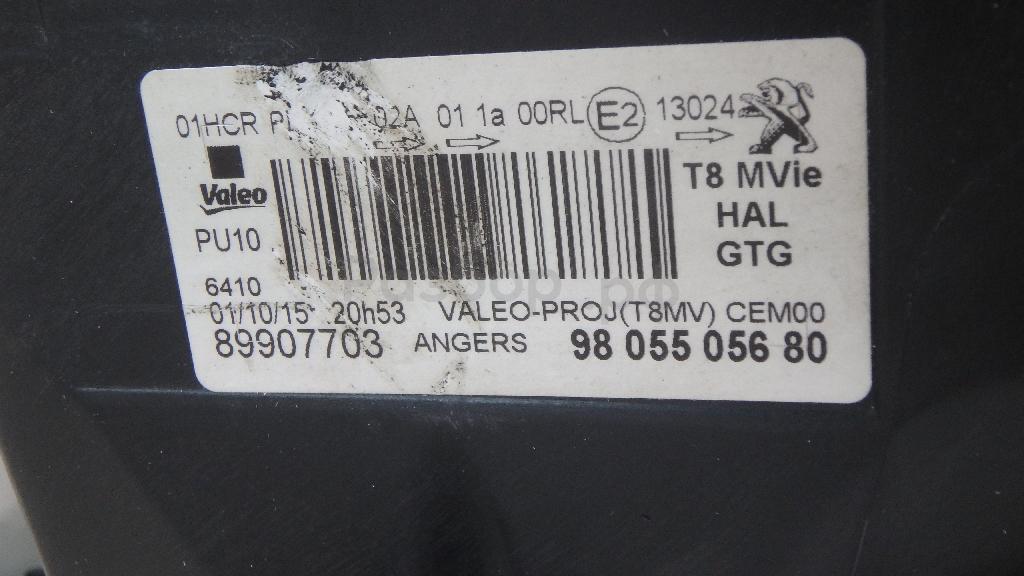 01HCR 02A 01 1a 00RL E2 13024
Valeo
T8 MVie
HAL
GTG
PU10
6410
01/10/15 20h53 VALEO-PROJ(T8MV) CEM00
89907703 ANGERS 98 055 056 80